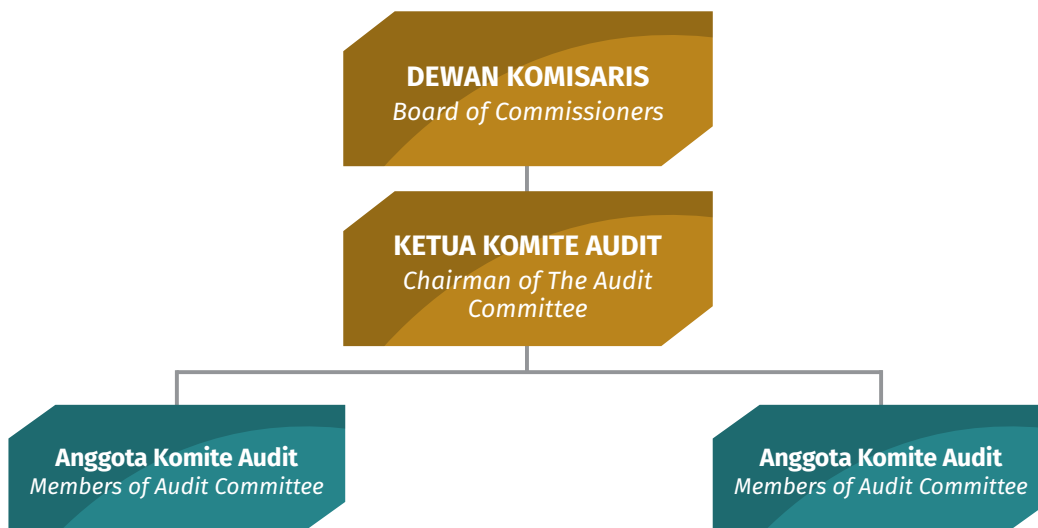 DEWAN KOMISARIS
Board of Commissioners
KETUA KOMITE AUDIT
Chairman of The Audit
Committee
Anggota Komite Audit
Members of Audit Committee
Anggota Komite Audit
Members of Audit Committee